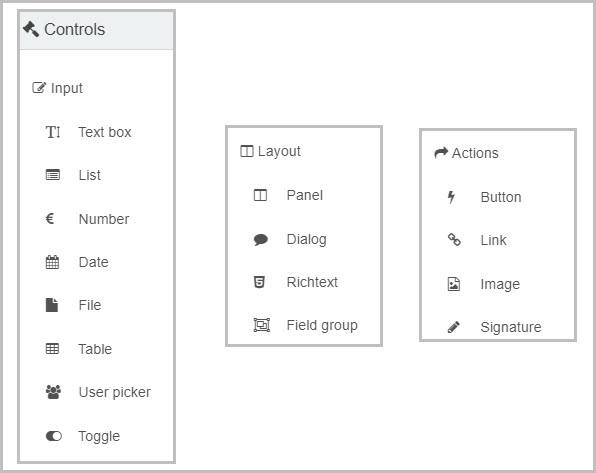 Controls
Input
Text box
List
Number
Date
File
Table
User picker
Toggle
Layout
Panel
Dialog
Richtext
Field group
Actions
Button
Link
Image
Signature